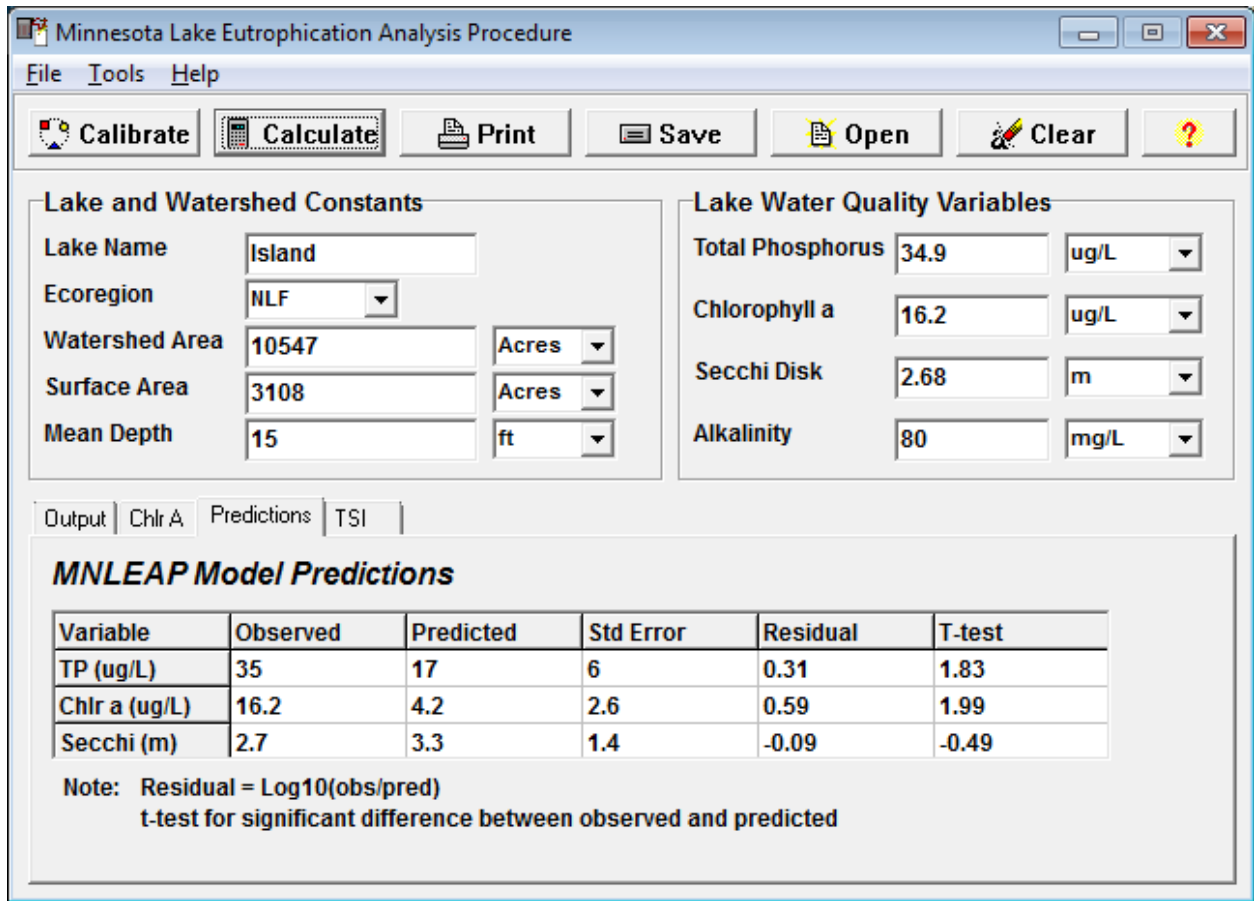 Minnesota Lake Eutrophication Analysis Procedure
File Tools Help
Calibrate Calculate Print Save Open Clear ?
Lake and Watershed Constants
Lake Name Island
Ecoregion NLF
Watershed Area 10547 Acres
Surface Area 3108 Acres
Mean Depth 15 ft
Lake Water Quality Variables
Total Phosphorus 34.9 ug/L
Chlorophyll a 16.2 ug/L
Secchi Disk 2.68 m
Alkalinity 80 mg/L
Output Chlr A Predictions TSI
MNLEAP Model Predictions
Variable Observed Predicted Std Error Residual T-test
TP (ug/L) 35 17 6 0.31 1.83
Chlr a (ug/L) 16.2 4.2 2.6 0.59 1.99
Secchi (m) 2.7 3.3 1.4 -0.09 -0.49
Note: Residual = Log10(obs/pred)
t-test for significant difference between observed and predicted